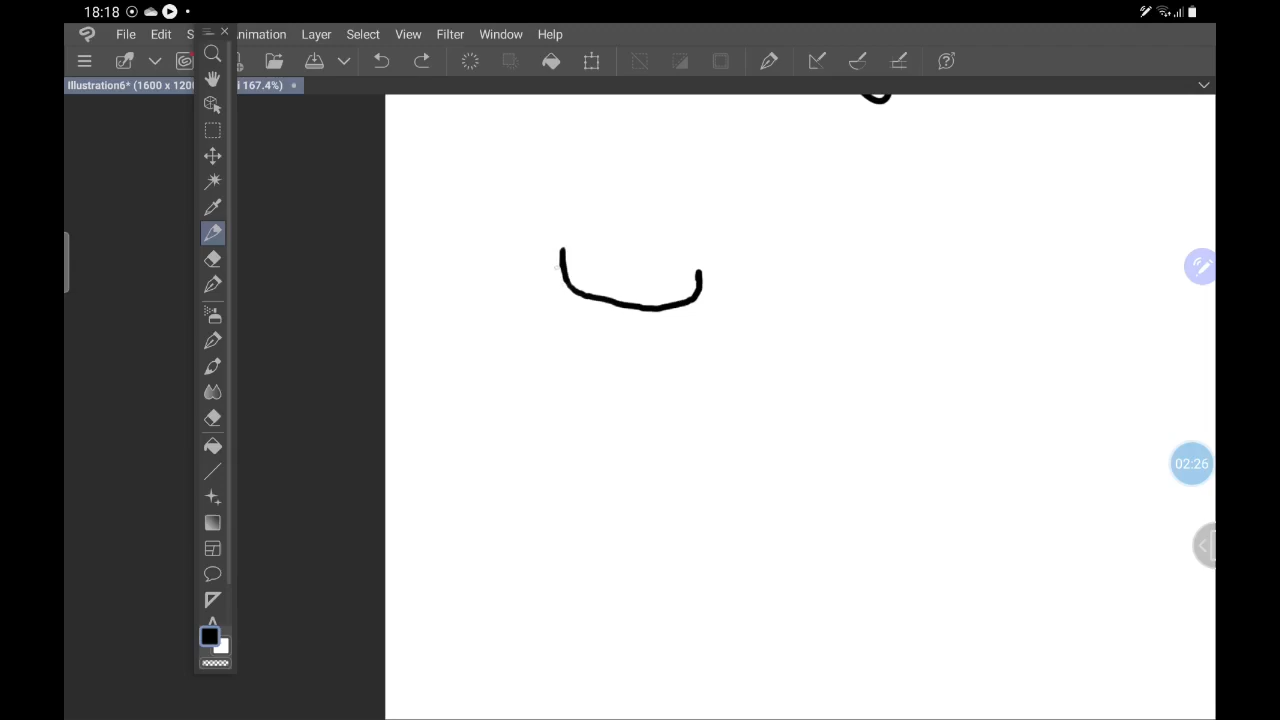 18:18
File Edit S nimation Layer Select View Filter Window Help
Illustration6* (1600 x 120 i 167.4%)
02:26